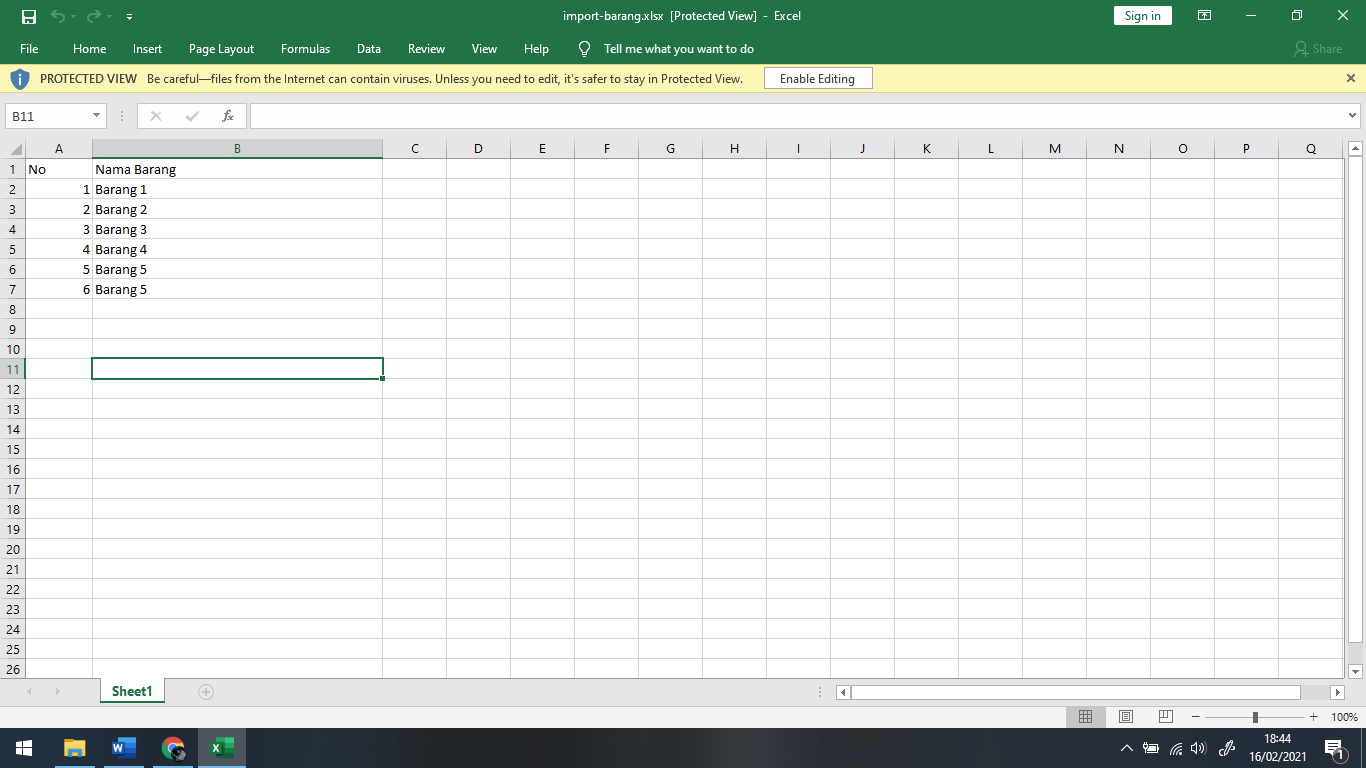 import-barang.xlsx [Protected View] - Excel
Sign in
File Home Insert Page Layout Formulas Data Review View Help Tell me what you want to do Share
PROTECTED VIEW Be careful—files from the Internet can contain viruses. Unless you need to edit, it's safer to stay in Protected View. Enable Editing
B11 fx
A B C D E F G H I J K L M N O P Q
1 No Nama Barang
2 1 Barang 1
3 2 Barang 2
4 3 Barang 3
5 4 Barang 4
6 5 Barang 5
7 6 Barang 5
8
9
10
11
12
13
14
15
16
17
18
19
20
21
22
23
24
25
26
Sheet1
100%
18:44
16/02/2021
1